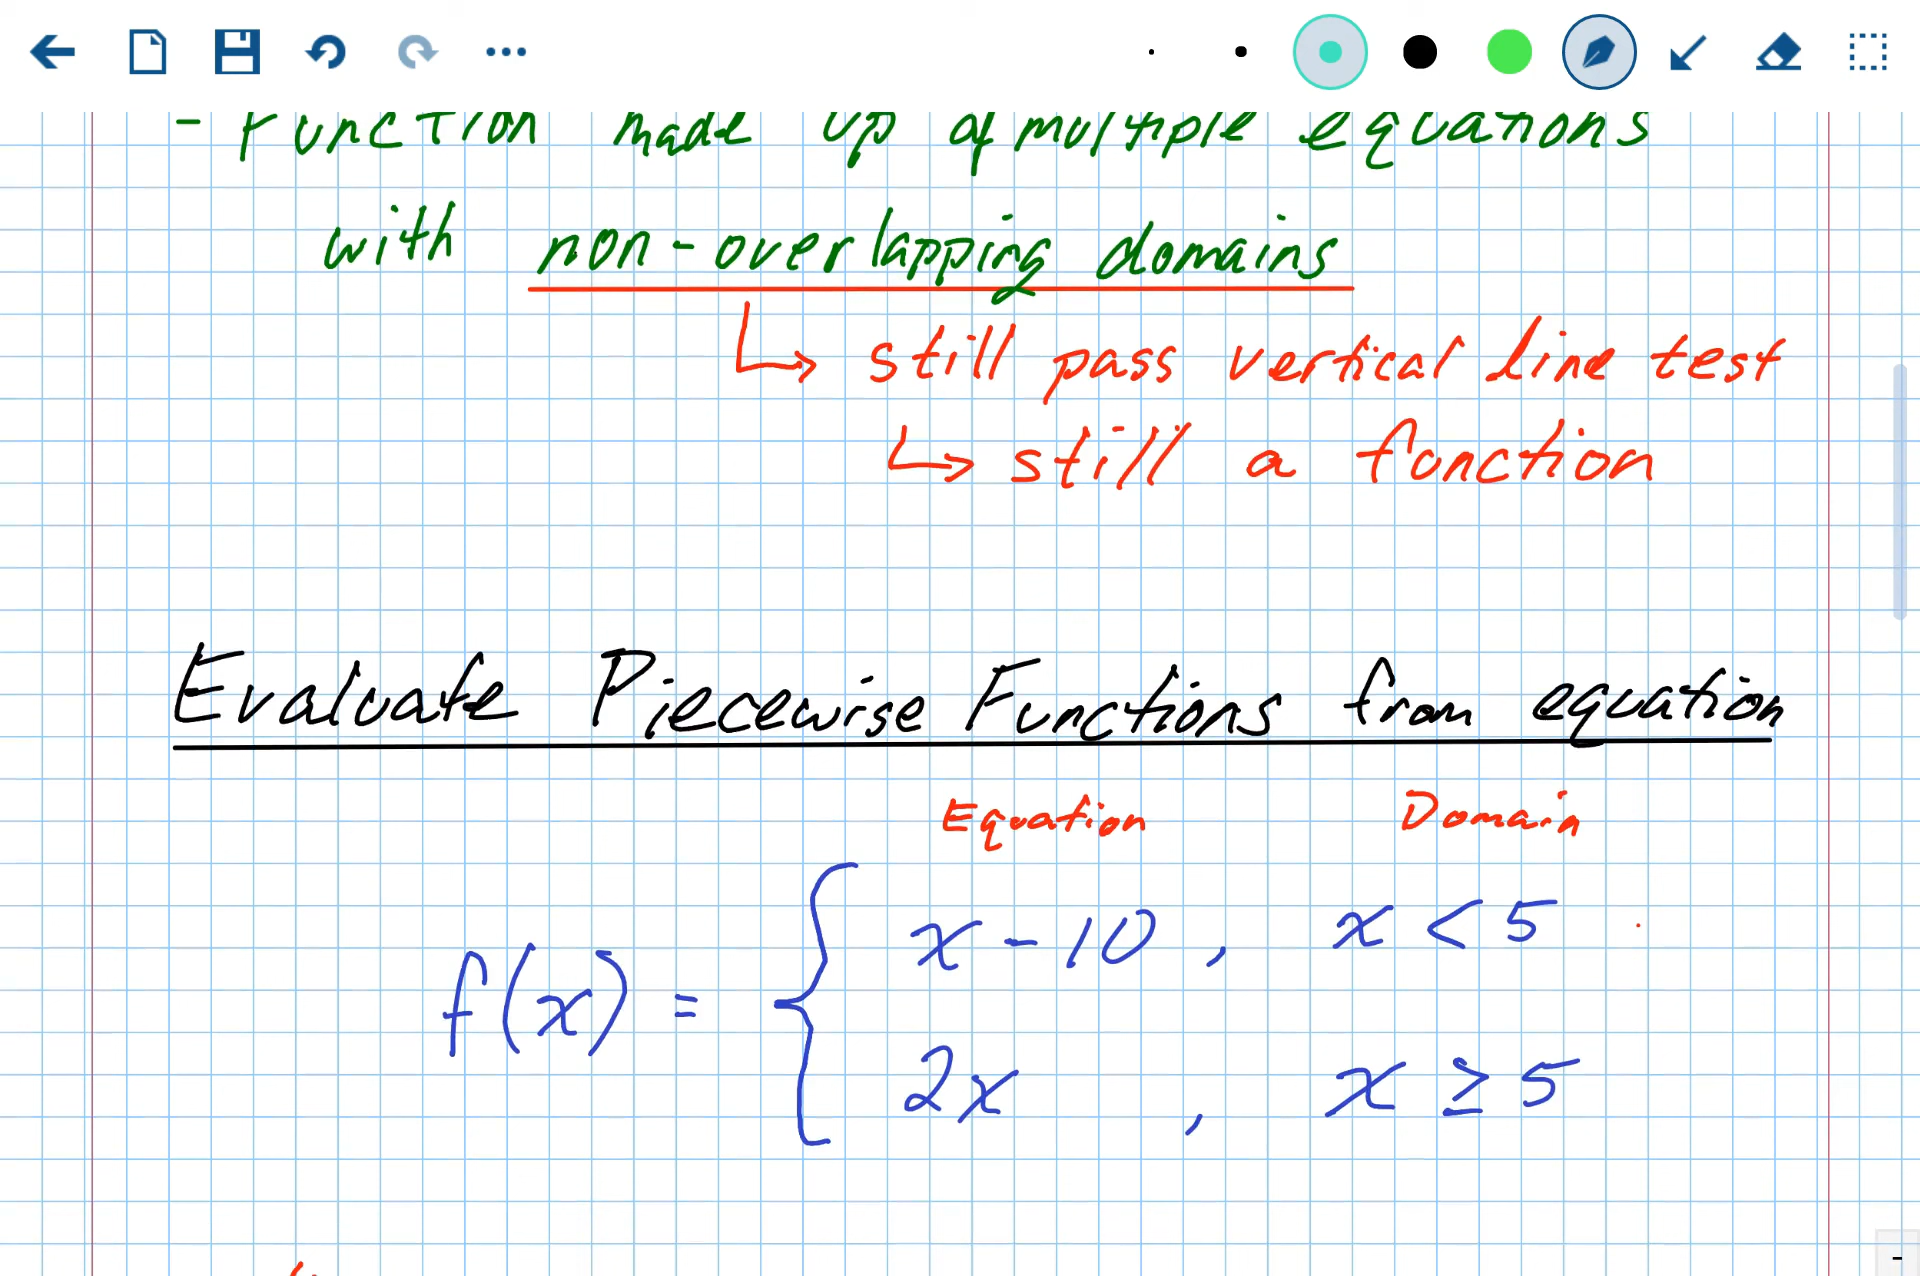 - Function made up of multiple equations
with non-overlapping domains
↳ still pass vertical line test
↳ still a function
Evaluate Piecewise Functions from equation
Equation Domain
f(x) = { x - 10 , x < 5
2x , x ≥ 5